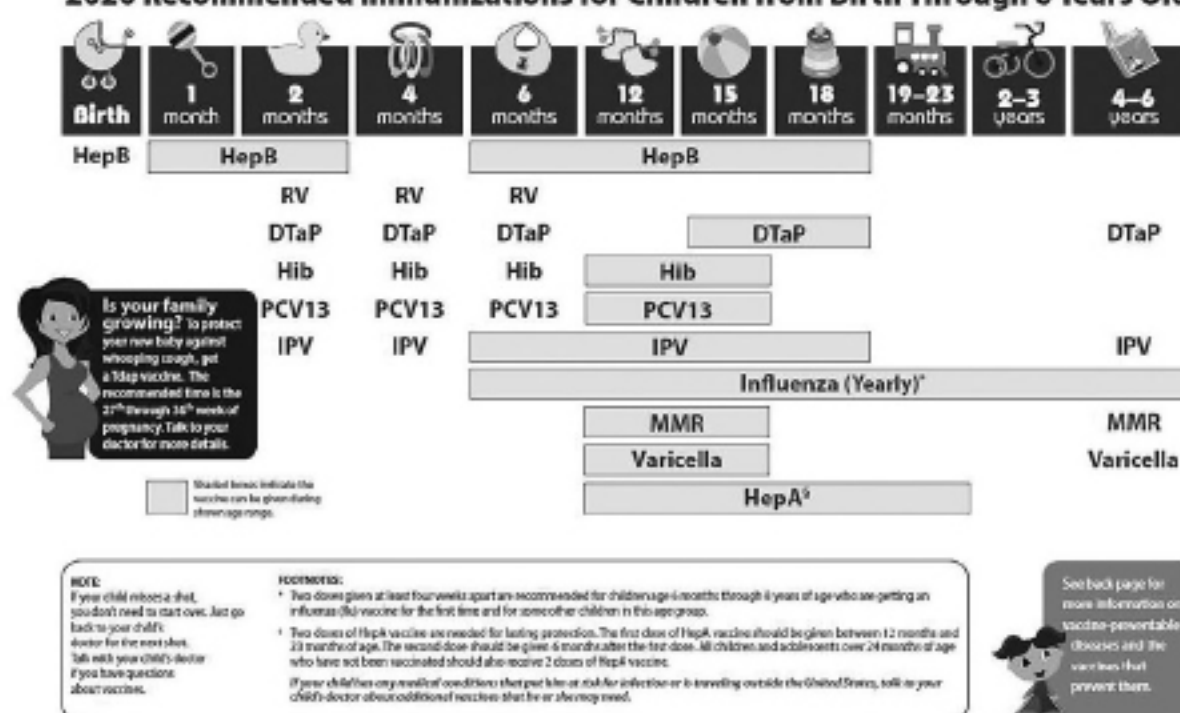 2020 Recommended Immunizations for Children from Birth Through 6 Years Old
Birth
1 month
2 months
4 months
6 months
12 months
15 months
18 months
19–23 months
2–3 years
4–6 years
HepB HepB HepB
RV RV RV
DTaP DTaP DTaP DTaP DTaP
Hib Hib Hib Hib
PCV13 PCV13 PCV13 PCV13
IPV IPV IPV IPV
Influenza (Yearly)*
MMR MMR
Varicella Varicella
HepA§
Is your family
growing? To protect
your new baby against
whooping cough, get
a Tdap vaccine. The
recommended time is the
27th through 36th week of
pregnancy. Talk to your
doctor for more details.
Shaded boxes indicate the
vaccine can be given during
shown age range.
NOTE:
If your child misses a shot,
you don't need to start over. Just go
back to your child's
doctor for the next shot.
Talk with your child's doctor
if you have questions
about vaccines.
FOOTNOTES:
* Two doses given at least four weeks apart are recommended for children age 6 months through 8 years of age who are getting an
influenza (flu) vaccine for the first time and for some other children in this age group.
Two doses of HepA vaccine are needed for lasting protection. The first dose of HepA vaccine should be given between 12 months and
23 months of age. The second dose should be given 6 months after the first dose. All children and adolescents over 24 months of age
who have not been vaccinated should also receive 2 doses of HepA vaccine.
If your child has any medical conditions that put him at risk for infection or is traveling outside the United States, talk to your
child's doctor about additional vaccines that he or she may need.
See back page for
more information on
vaccine-preventable
diseases and the
vaccines that
prevent them.